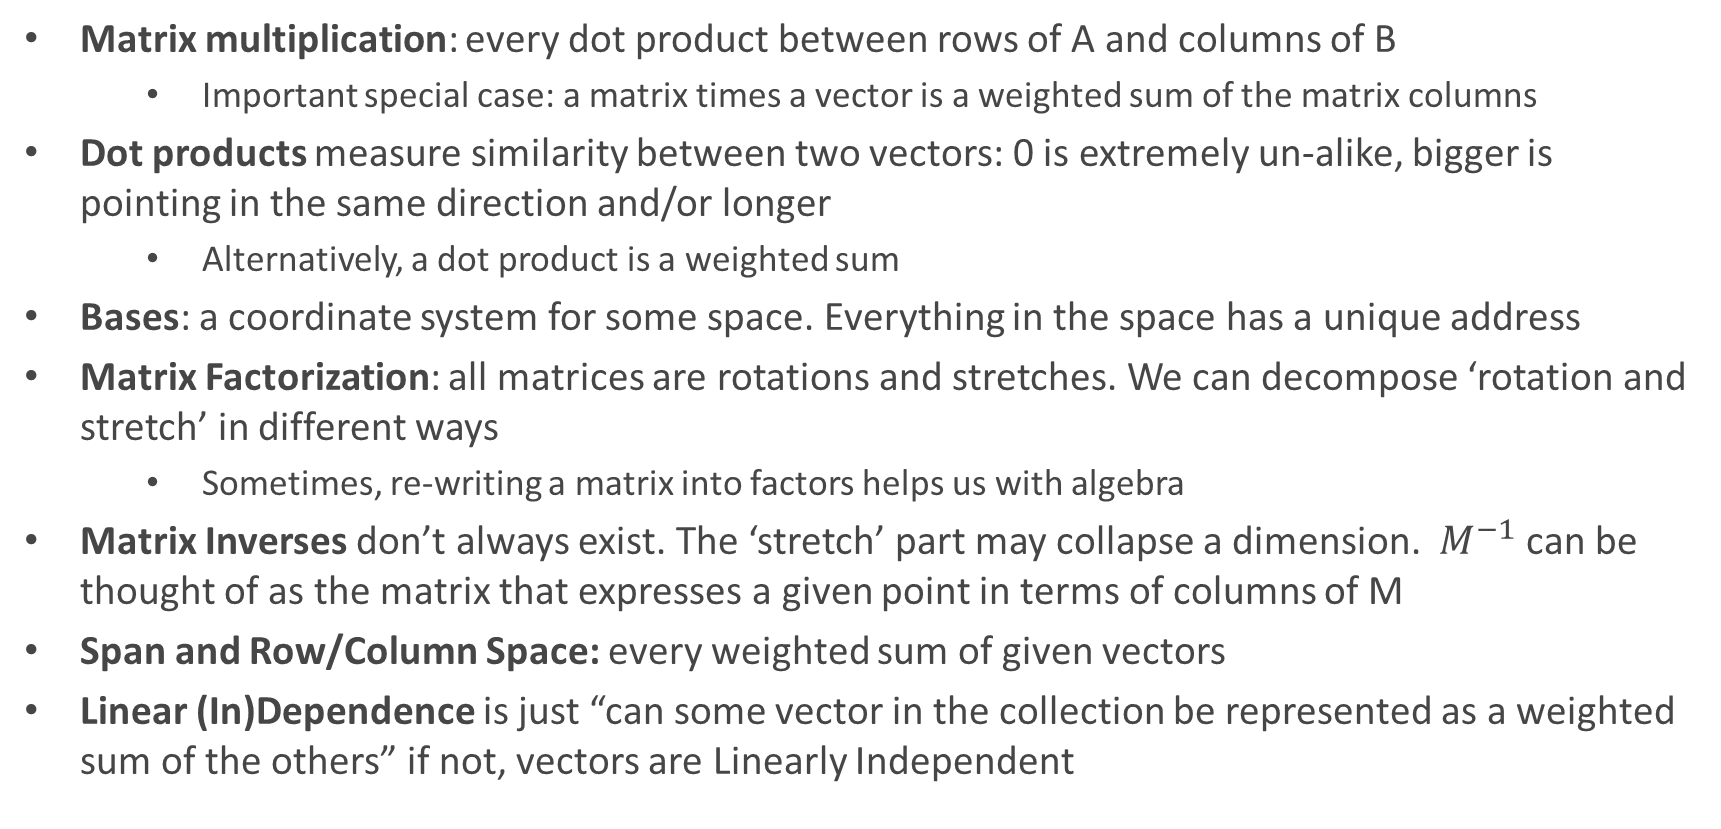 • Matrix multiplication: every dot product between rows of A and columns of B
• Important special case: a matrix times a vector is a weighted sum of the matrix columns
• Dot products measure similarity between two vectors: 0 is extremely un-alike, bigger is
pointing in the same direction and/or longer
• Alternatively, a dot product is a weighted sum
• Bases: a coordinate system for some space. Everything in the space has a unique address
• Matrix Factorization: all matrices are rotations and stretches. We can decompose ‘rotation and
stretch’ in different ways
• Sometimes, re-writing a matrix into factors helps us with algebra
• Matrix Inverses don’t always exist. The ‘stretch’ part may collapse a dimension. M⁻¹ can be
thought of as the matrix that expresses a given point in terms of columns of M
• Span and Row/Column Space: every weighted sum of given vectors
• Linear (In)Dependence is just “can some vector in the collection be represented as a weighted
sum of the others” if not, vectors are Linearly Independent